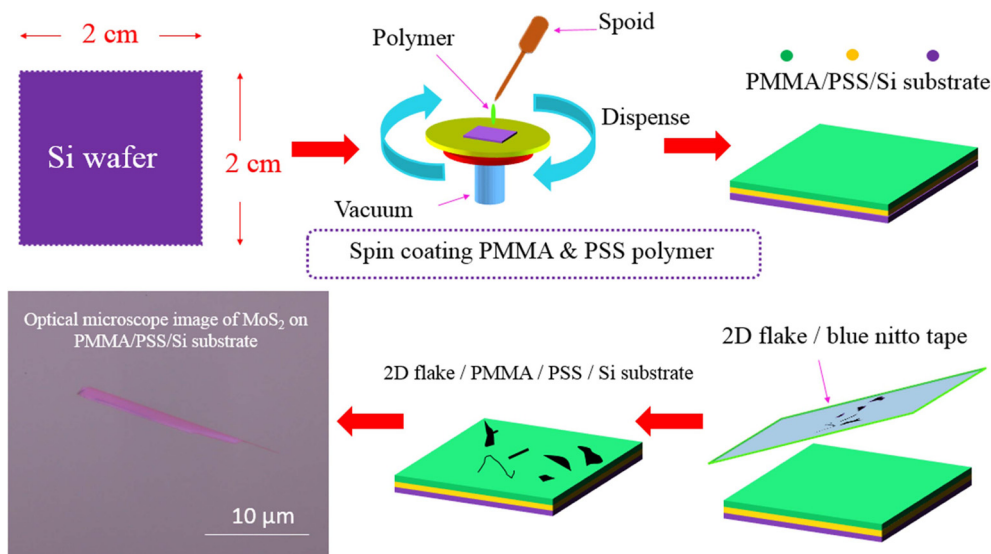 2 cm
Si wafer
2 cm
Polymer
Spoid
Dispense
Vacuum
Spin coating PMMA & PSS polymer
PMMA/PSS/Si substrate
2D flake / blue nitto tape
2D flake / PMMA / PSS / Si substrate
Optical microscope image of MoS₂ on
PMMA/PSS/Si substrate
10 μm